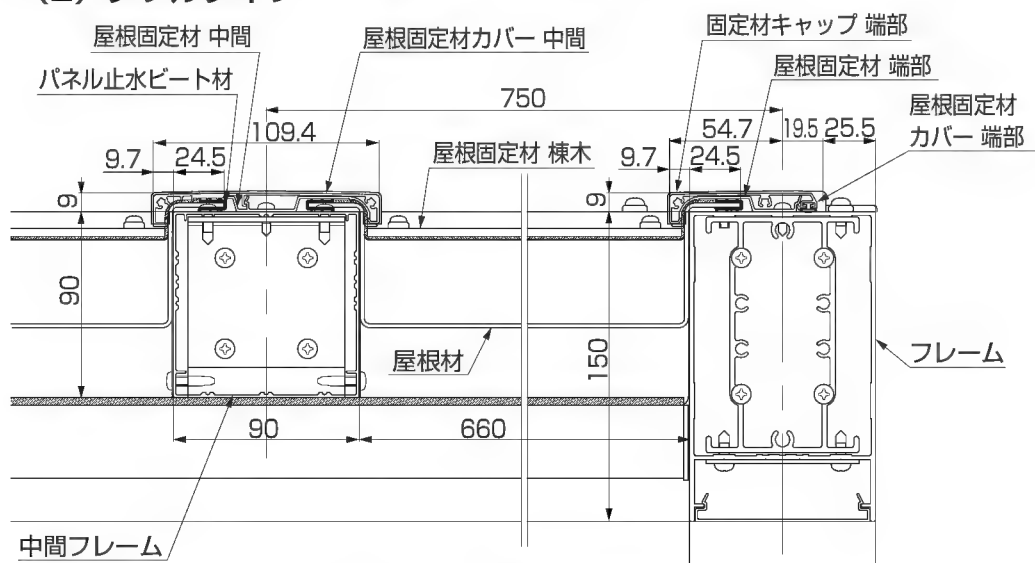 屋根固定材 中間
屋根固定材カバー 中間
固定材キャップ 端部
パネル止水ビート材
屋根固定材 端部
750
屋根固定材
カバー 端部
109.4
54.7
19.5
25.5
9.7
24.5
屋根固定材 棟木
9.7
24.5
9
9
90
150
屋根材
フレーム
90
660
中間フレーム